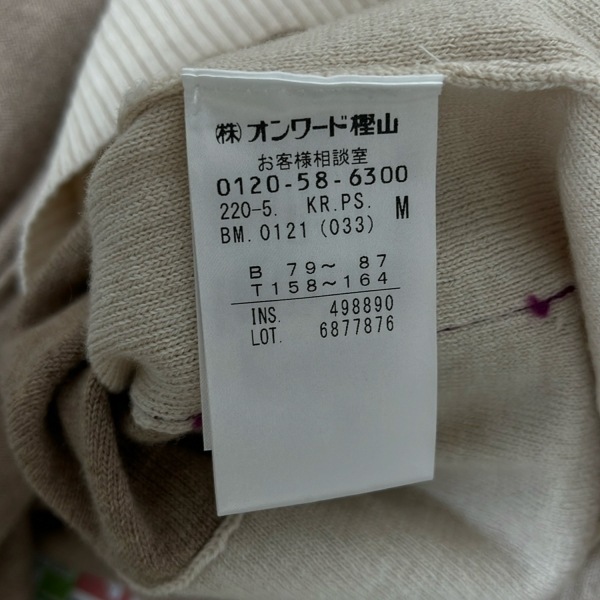 (株)オンワード樫山
お客様相談室
0120-58-6300
220-5. KR.PS. M
BM.0121(033)
B 79～ 87
T158～164
INS. 498890
LOT. 6877876